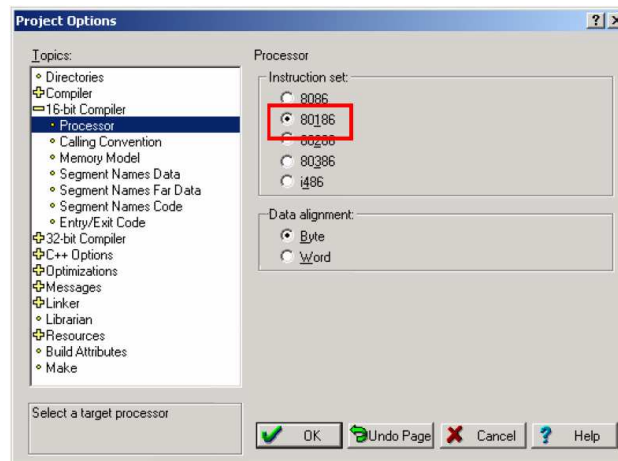 Project Options
Topics:
Directories
Compiler
16-bit Compiler
Processor
Calling Convention
Memory Model
Segment Names Data
Segment Names Far Data
Segment Names Code
Entry/Exit Code
32-bit Compiler
C++ Options
Optimizations
Messages
Linker
Librarian
Resources
Build Attributes
Make
Processor
Instruction set:
8086
80186
80286
80386
i486
Data alignment:
Byte
Word
Select a target processor
OK
Undo Page
Cancel
? Help